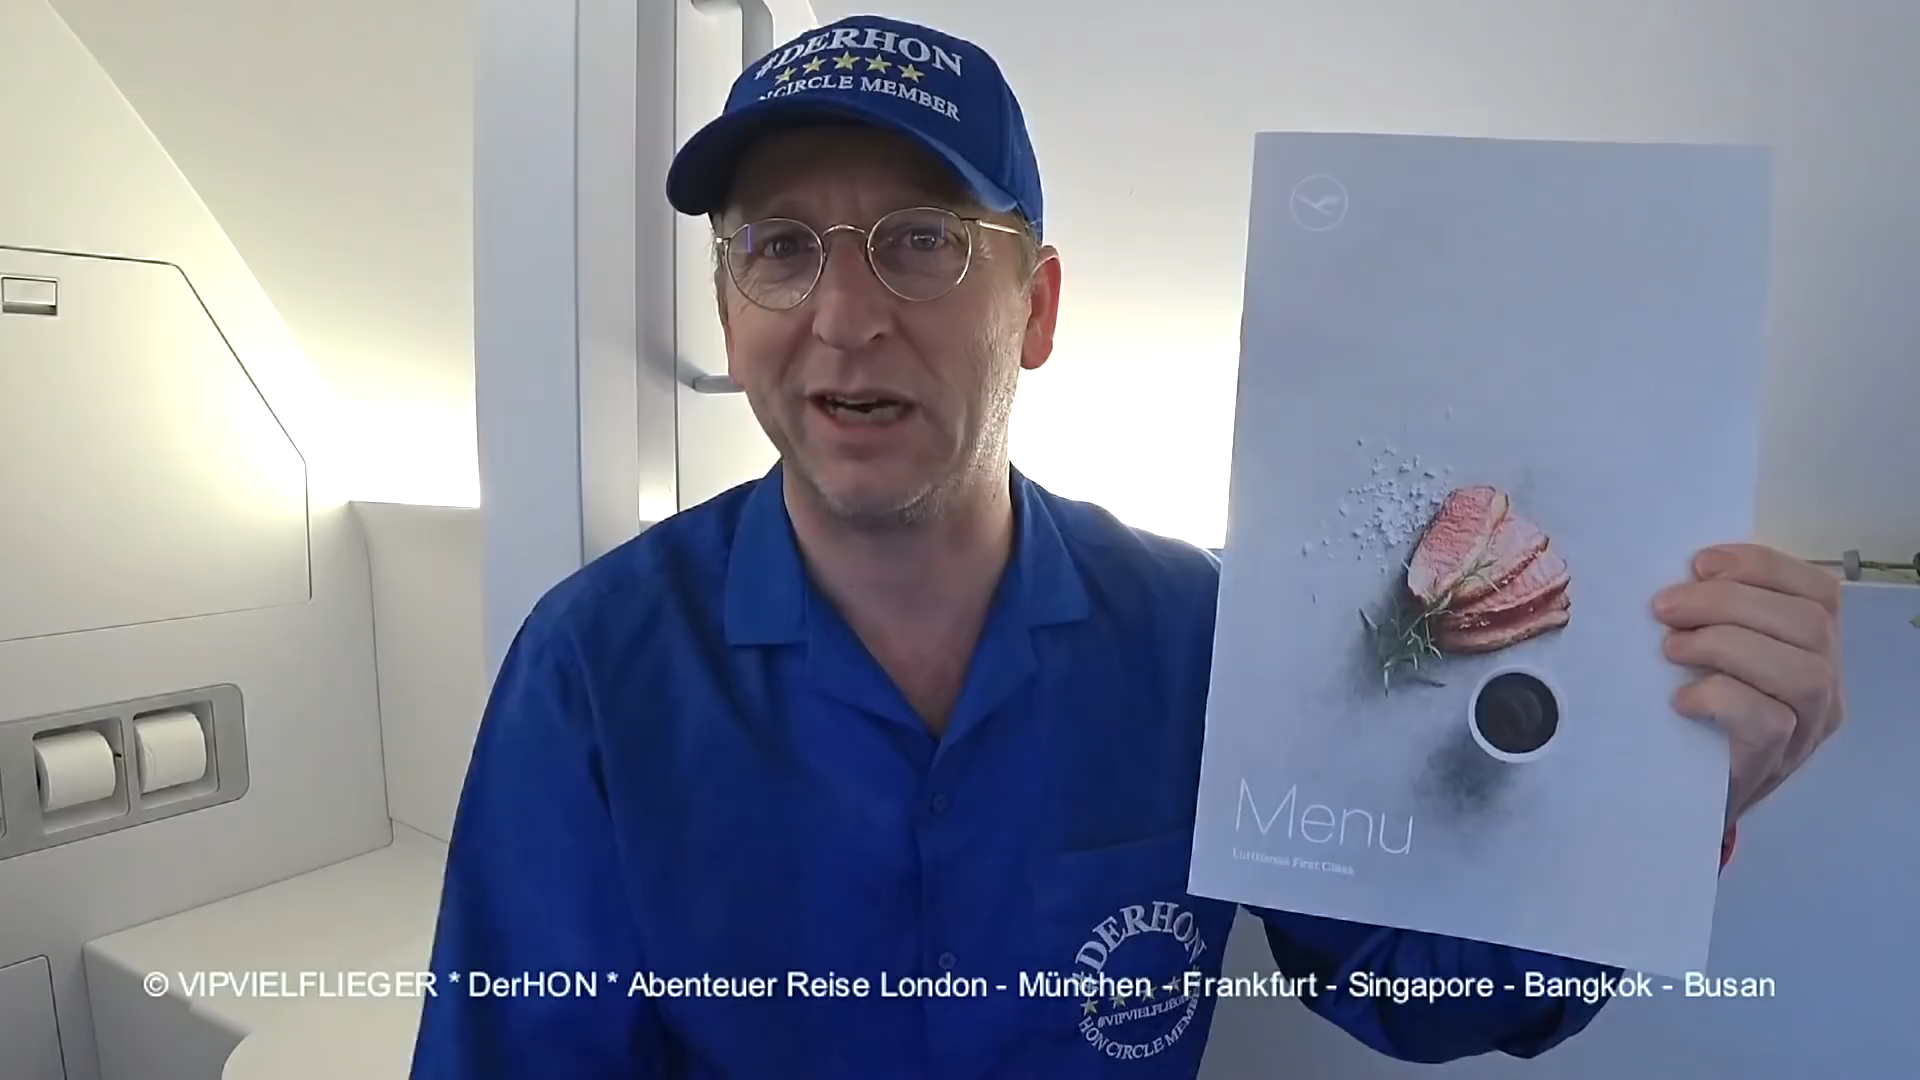 #DERHON
CIRCLE MEMBER
Menu
Lufthansa First Class
#DERHON
#VIPVIELFLIEGER
HON CIRCLE MEMBER
© VIPVIELFLIEGER * DerHON * Abenteuer Reise London - München - Frankfurt - Singapore - Bangkok - Busan